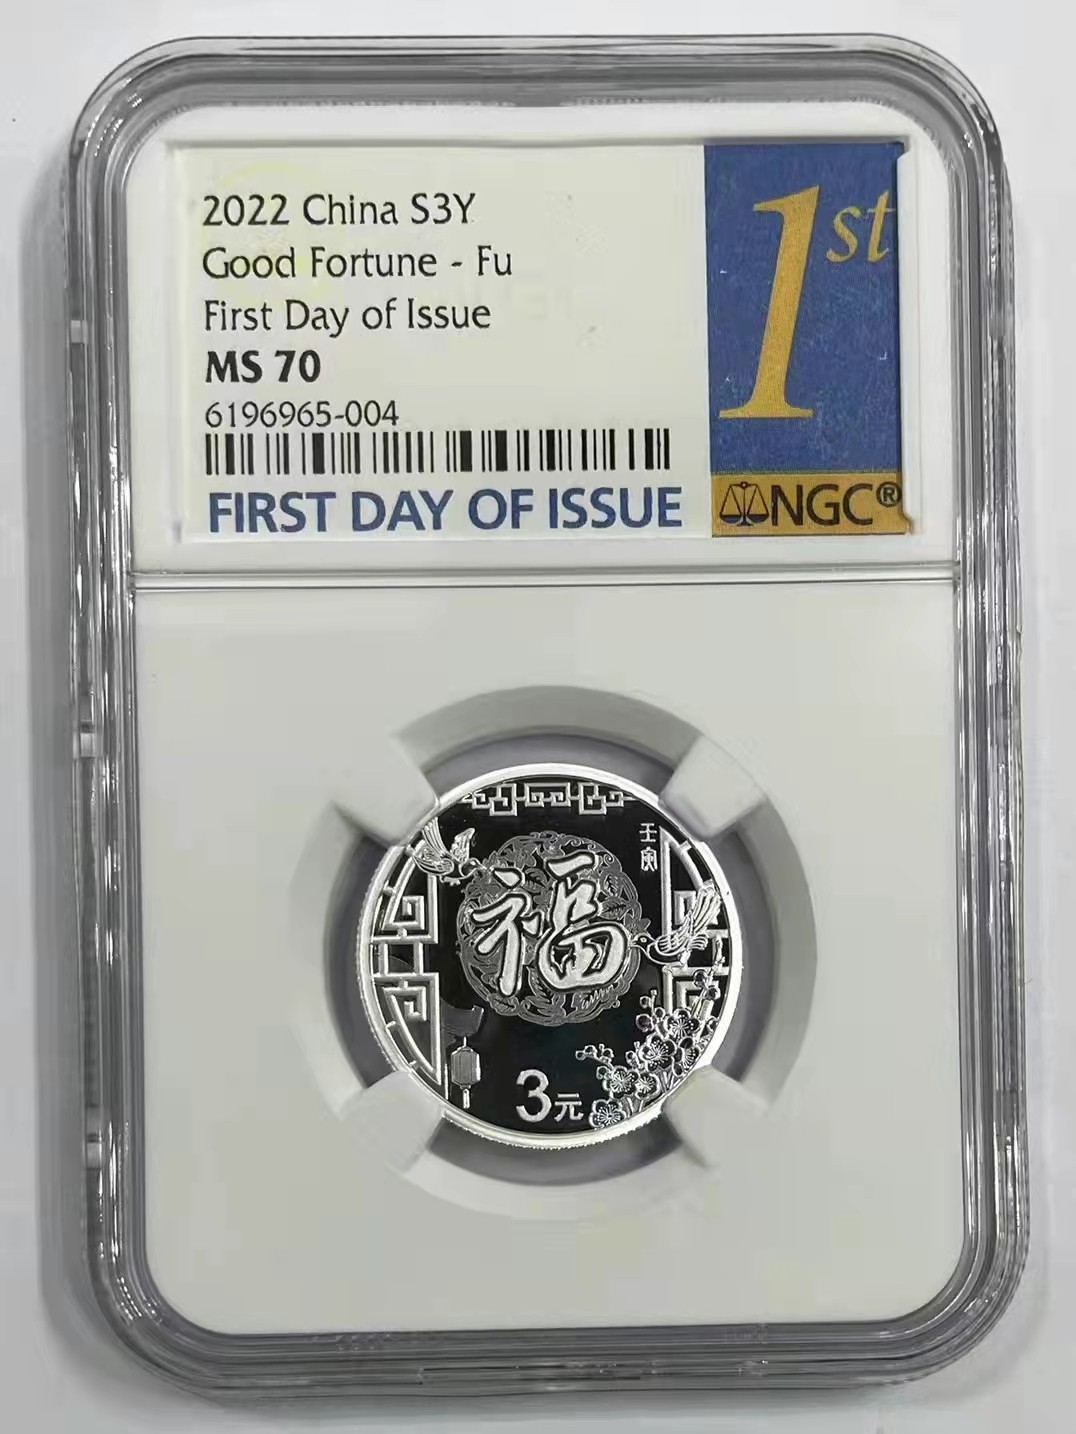 2022 China S3Y
Good Fortune - Fu
First Day of Issue
MS 70
6196965-004
FIRST DAY OF ISSUE
1st
NGC®
壬寅
福
3元